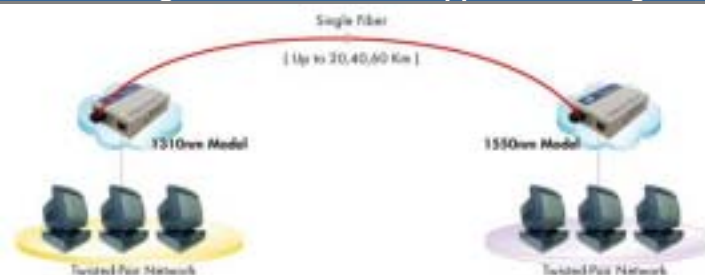 Single Fiber
( Up to 20,40,60 Km )
1310nm Model
1550nm Model
Twisted-Pair Network
Twisted-Pair Network